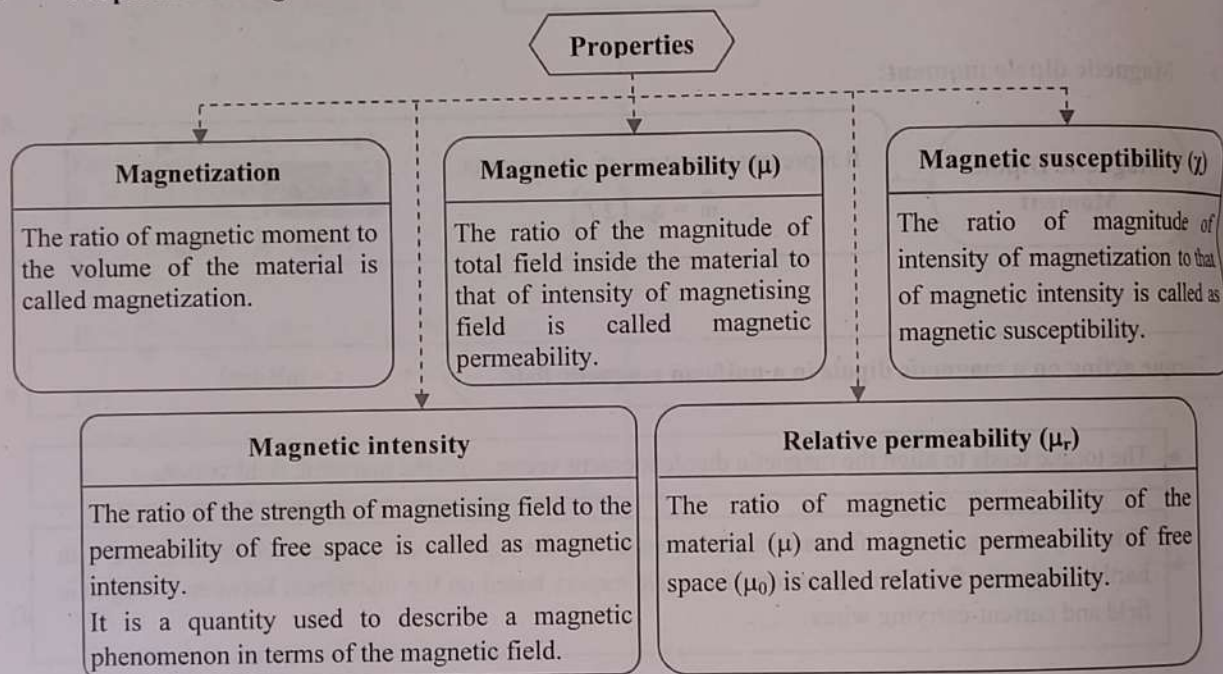 Properties
Magnetization
The ratio of magnetic moment to
the volume of the material is
called magnetization.
Magnetic permeability (μ)
The ratio of the magnitude of
total field inside the material to
that of intensity of magnetising
field is called magnetic
permeability.
Magnetic susceptibility (χ)
The ratio of magnitude of
intensity of magnetization to that
of magnetic intensity is called as
magnetic susceptibility.
Magnetic intensity
The ratio of the strength of magnetising field to the
permeability of free space is called as magnetic
intensity.
It is a quantity used to describe a magnetic
phenomenon in terms of the magnetic field.
Relative permeability (μᵣ)
The ratio of magnetic permeability of the
material (μ) and magnetic permeability of free
space (μ₀) is called relative permeability.